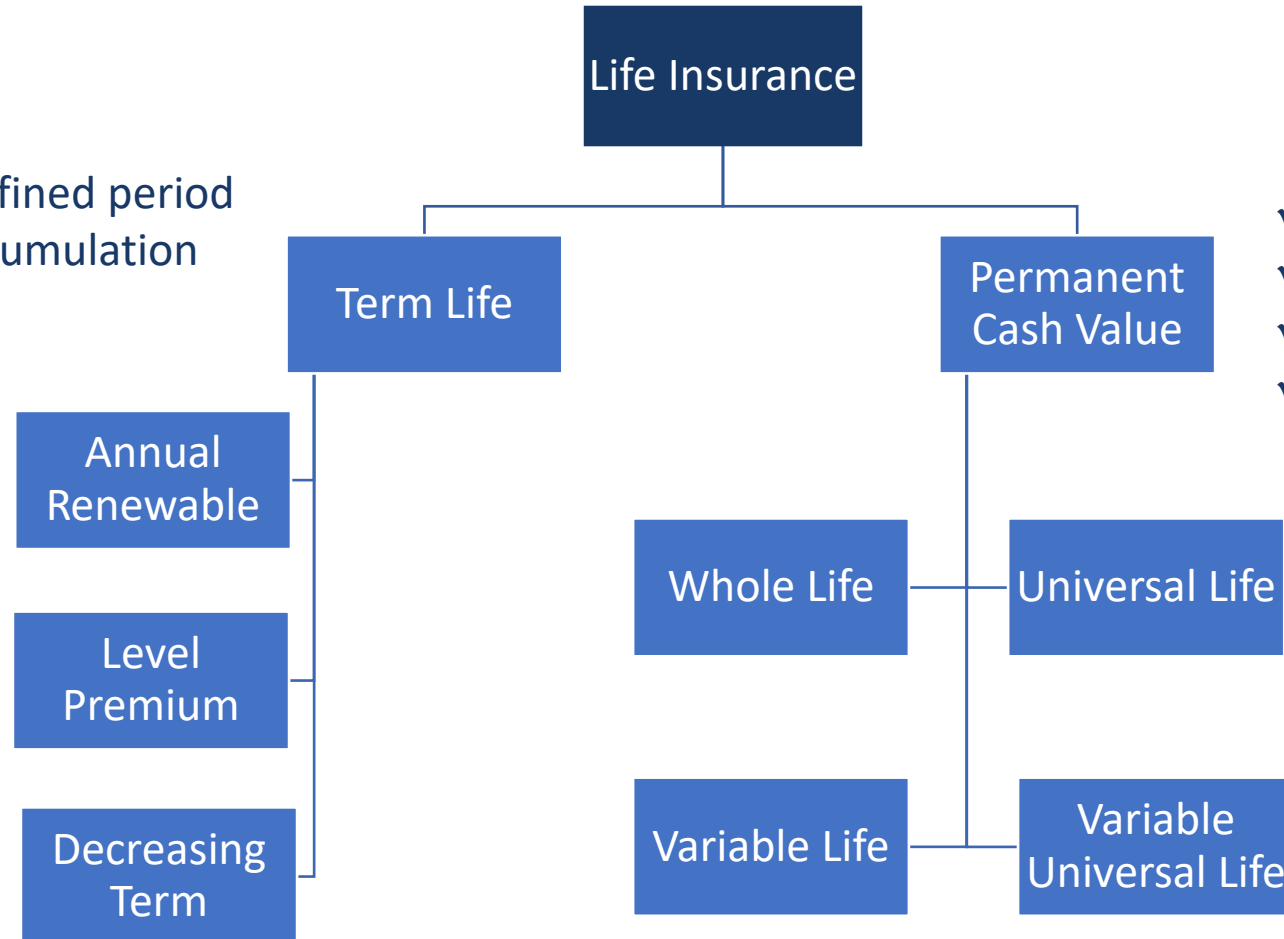 Life Insurance
fined period
umulation
Term Life
Permanent
Cash Value
Annual
Renewable
Whole Life
Universal Life
Level
Premium
Variable Life
Variable
Universal Life
Decreasing
Term